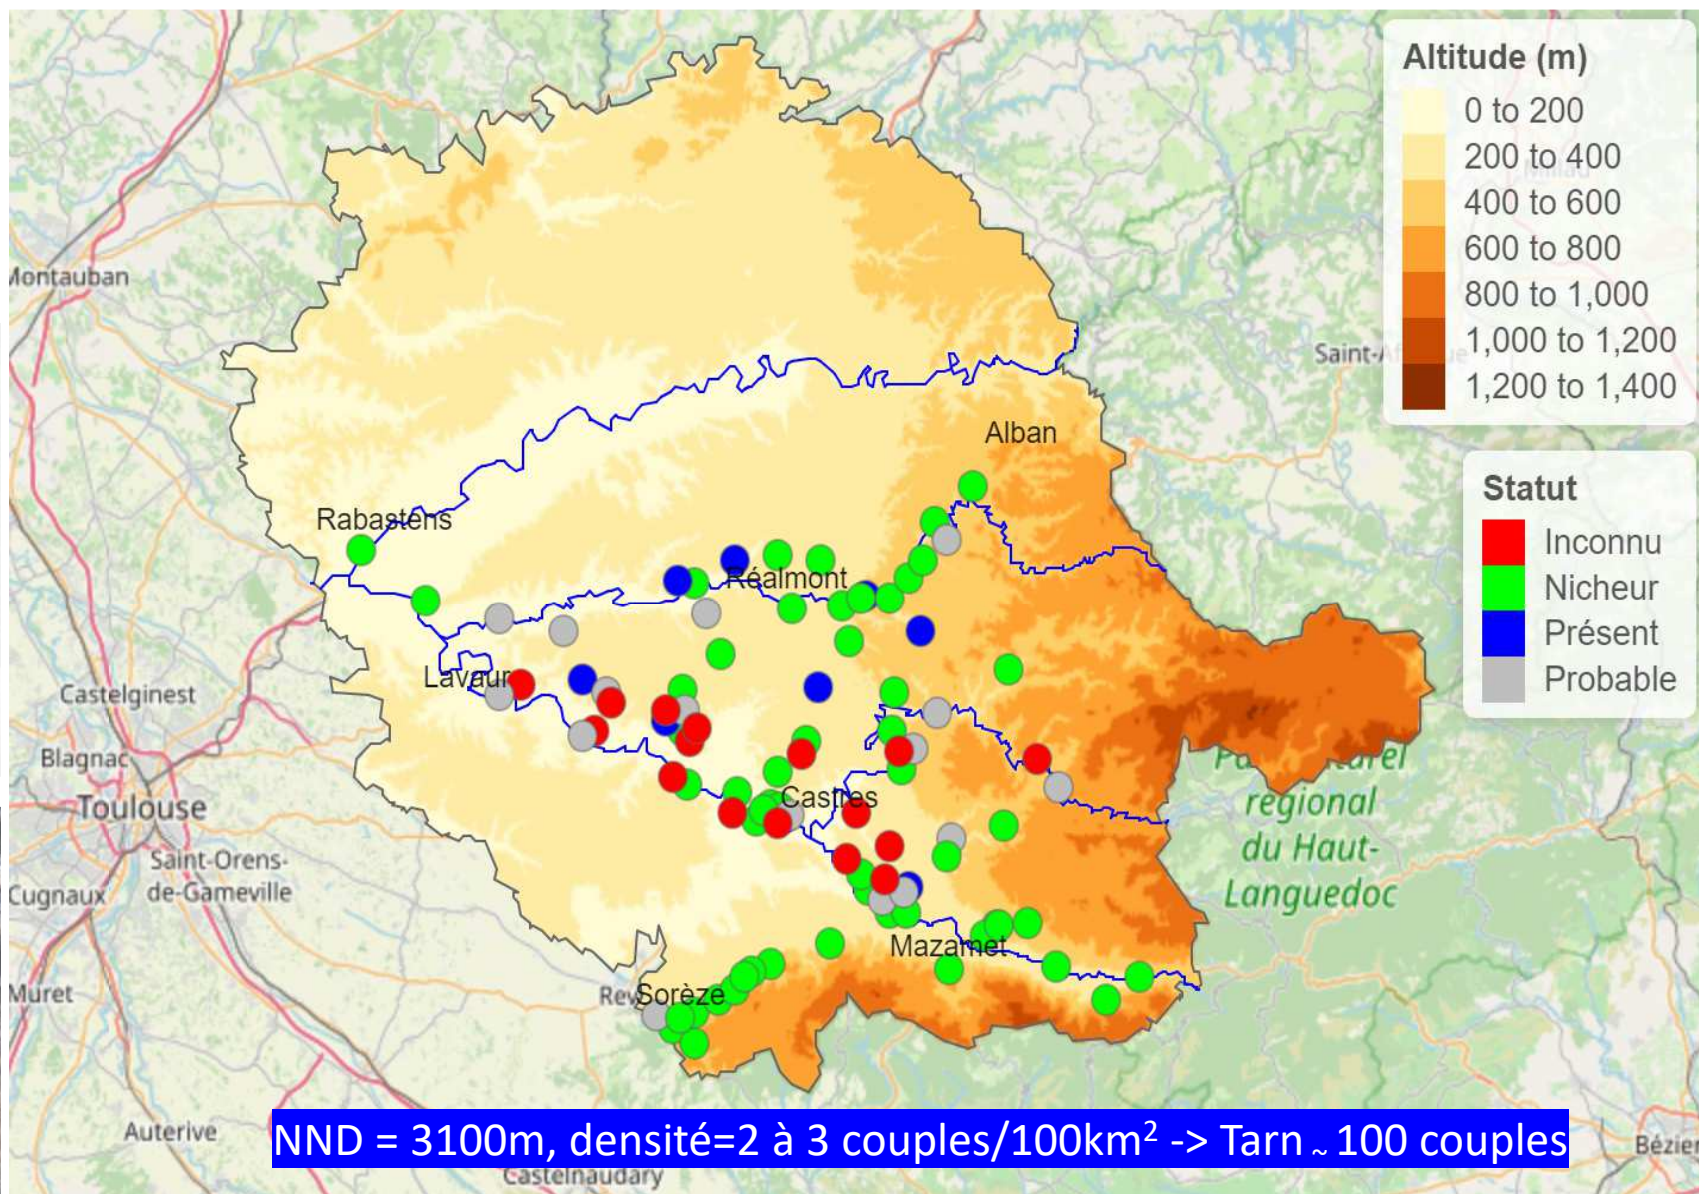 Altitude (m)
0 to 200
200 to 400
400 to 600
600 to 800
800 to 1,000
1,000 to 1,200
1,200 to 1,400
Montauban
Saint-
Alban
Statut
Inconnu
Nicheur
Présent
Probable
Rabastens
Réalmont
Lavaur
Castelginest
Blagnac
Toulouse
Castres
régional
du Haut-
Languedoc
Saint-Orens-
de-Gameville
Cugnaux
Mazamet
Muret
Sorèze
Auterive
NND = 3100m, densité=2 à 3 couples/100km² -> Tarn ~ 100 couples
Castelnaudary
Bézier